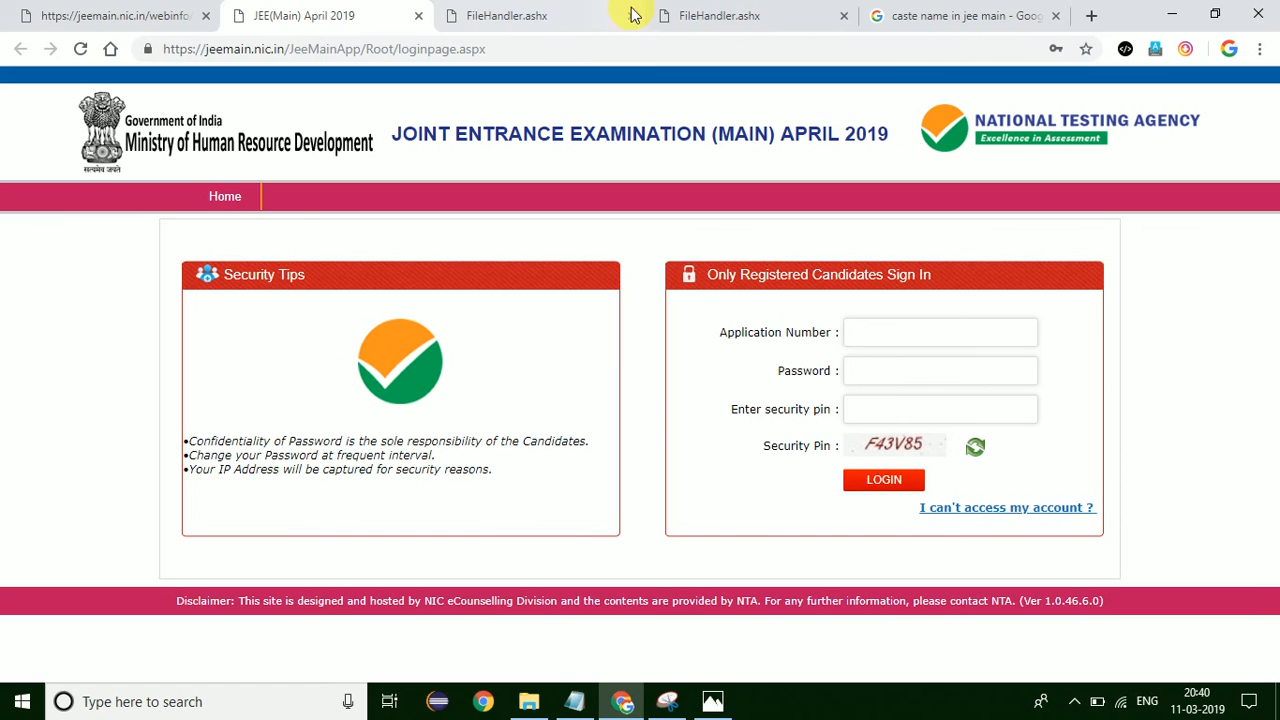 https://jeemain.nic.in/webinfo
JEE(Main) April 2019
FileHandler.ashx
FileHandler.ashx
caste name in jee main - Goog
https://jeemain.nic.in/JeeMainApp/Root/loginpage.aspx
Government of India
Ministry of Human Resource Development
सत्यमेव जयते
JOINT ENTRANCE EXAMINATION (MAIN) APRIL 2019
NATIONAL TESTING AGENCY
Excellence in Assessment
Home
Security Tips
•Confidentiality of Password is the sole responsibility of the Candidates.
•Change your Password at frequent interval.
•Your IP Address will be captured for security reasons.
Only Registered Candidates Sign In
Application Number :
Password :
Enter security pin :
Security Pin : F43V85
LOGIN
I can't access my account ?
Disclaimer: This site is designed and hosted by NIC eCounselling Division and the contents are provided by NTA. For any further information, please contact NTA. (Ver 1.0.46.6.0)
Type here to search
ENG
20:40
11-03-2019